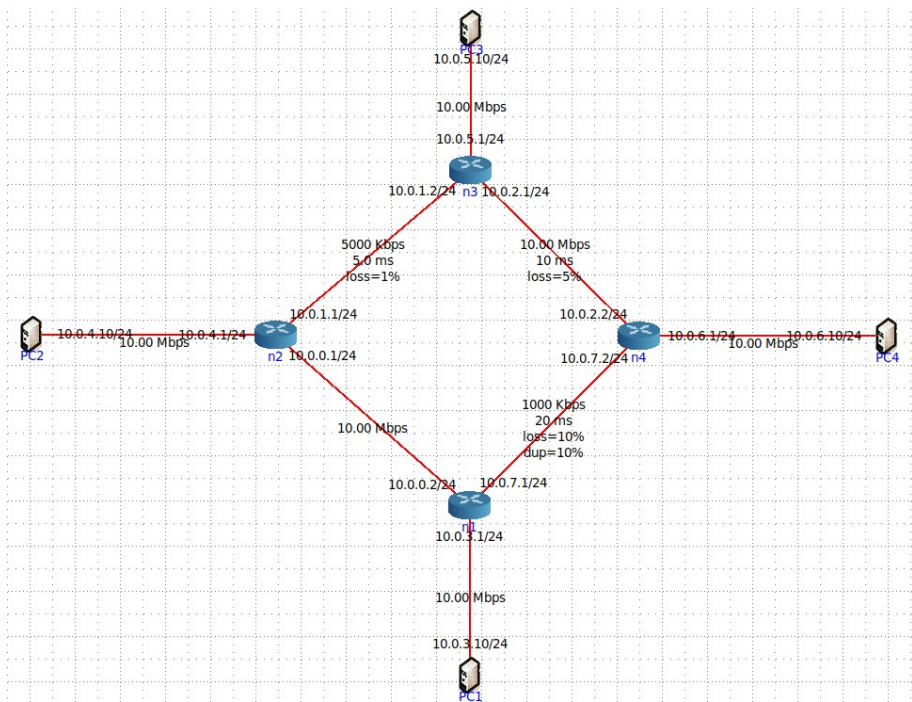 PC3
10.0.5.10/24
10.00 Mbps
10.0.5.1/24
10.0.1.2/24 n3 10.0.2.1/24
5000 Kbps
5.0 ms
loss=1%
10.00 Mbps
10 ms
loss=5%
10.0.1.1/24
10.0.2.2/24
10.0.4.10/24
10.00 Mbps
10.0.4.1/24
PC2
n2 10.0.0.1/24
10.0.7.2/24 n4
10.0.6.1/24
10.00 Mbps
10.0.6.10/24
PC4
10.00 Mbps
1000 Kbps
20 ms
loss=10%
dup=10%
10.0.0.2/24
10.0.7.1/24
n1
10.0.3.1/24
10.00 Mbps
10.0.3.10/24
PC1